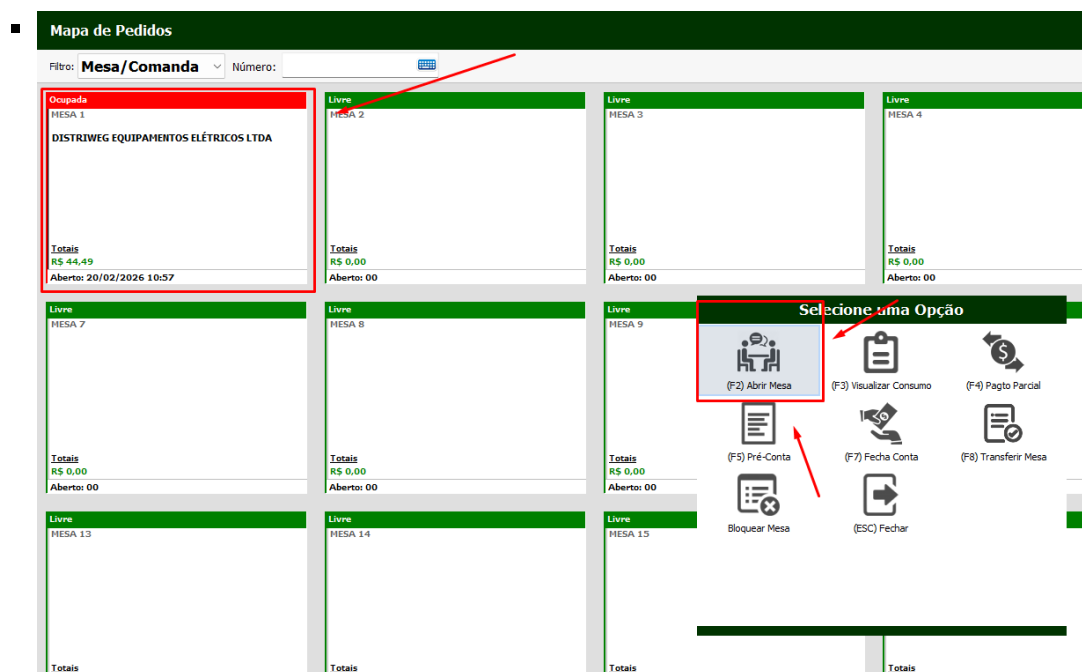 Mapa de Pedidos
Filtro: Mesa/Comanda Número:
Ocupada
MESA 1
DISTRIWEG EQUIPAMENTOS ELÉTRICOS LTDA
Totais
R$ 44,49
Aberto: 20/02/2026 10:57
Livre
MESA 2
Totais
R$ 0,00
Aberto: 00
Livre
MESA 3
Totais
R$ 0,00
Aberto: 00
Livre
MESA 4
Totais
R$ 0,00
Aberto: 00
Livre
MESA 7
Totais
R$ 0,00
Aberto: 00
Livre
MESA 8
Totais
R$ 0,00
Aberto: 00
Livre
MESA 9
Totais
R$ 0,00
Aberto: 00
Selecione uma Opção
(F2) Abrir Mesa
(F3) Visualizar Consumo
(F4) Pagto Parcial
(F5) Pré-Conta
(F7) Fecha Conta
(F8) Transferir Mesa
Bloquear Mesa
(ESC) Fechar
Livre
MESA 13
Totais
Livre
MESA 14
Totais
Livre
MESA 15
Totais
Totais